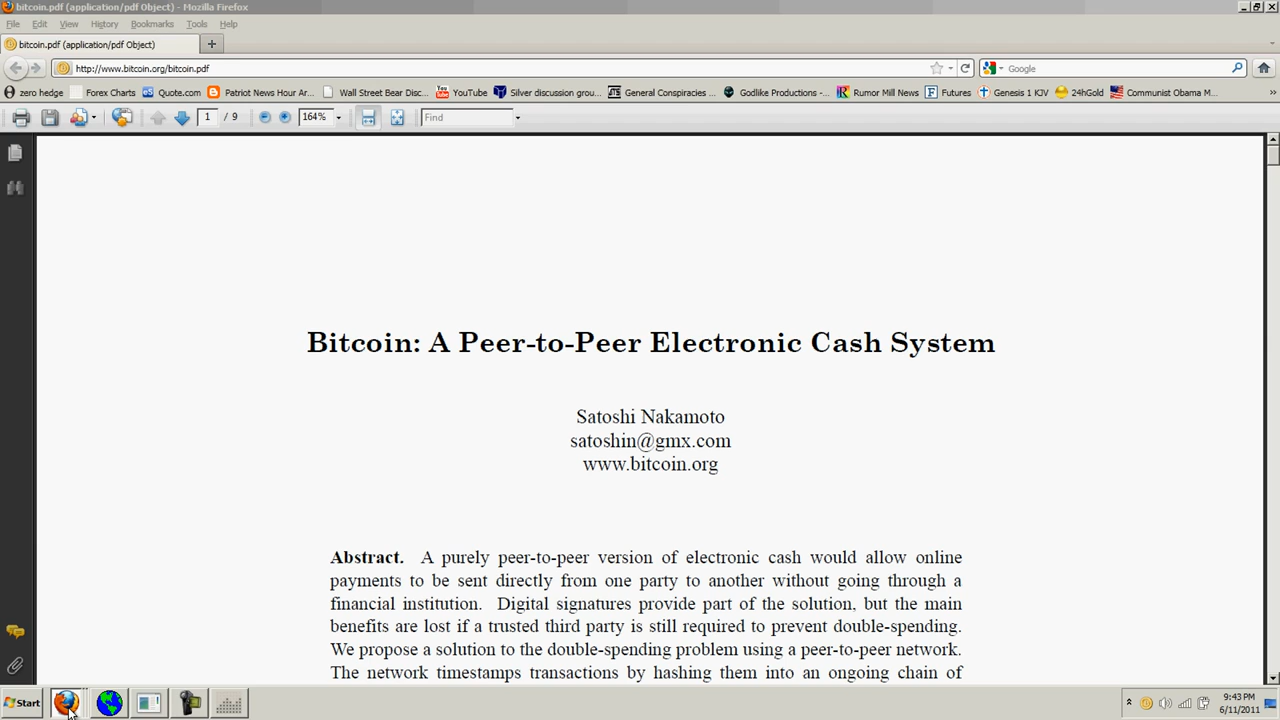 bitcoin.pdf (application/pdf Object) - Mozilla Firefox
File Edit View History Bookmarks Tools Help
bitcoin.pdf (application/pdf Object)
http://www.bitcoin.org/bitcoin.pdf Google
zero hedge Forex Charts Quote.com Patriot News Hour Ar... Wall Street Bear Disc... YouTube Silver discussion grou... General Conspiracies ... Godlike Productions - ... Rumor Mill News Futures Genesis 1 KJV 24hGold Communist Obama M... »
1 / 9 164% Find
Bitcoin: A Peer-to-Peer Electronic Cash System
Satoshi Nakamoto
satoshin@gmx.com
www.bitcoin.org
Abstract. A purely peer-to-peer version of electronic cash would allow online
payments to be sent directly from one party to another without going through a
financial institution. Digital signatures provide part of the solution, but the main
benefits are lost if a trusted third party is still required to prevent double-spending.
We propose a solution to the double-spending problem using a peer-to-peer network.
The network timestamps transactions by hashing them into an ongoing chain of
Start 9:43 PM
6/11/2011